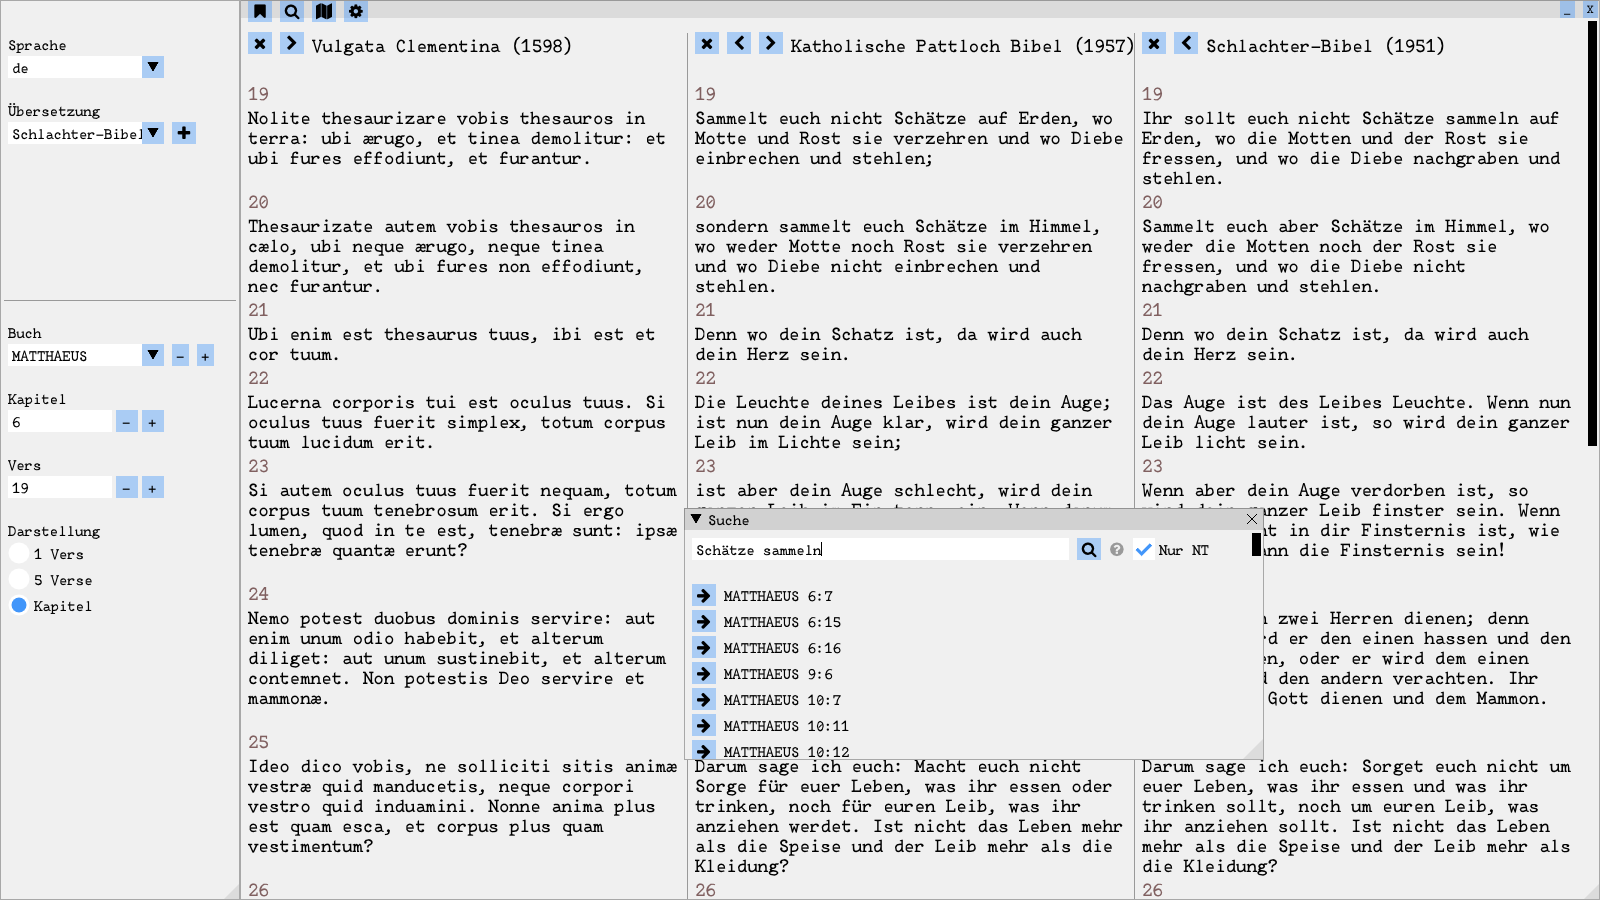 _ X
Sprache
de
Übersetzung
Schlachter-Bibel
Buch
MATTHAEUS
- +
Kapitel
6
- +
Vers
19
- +
Darstellung
1 Vers
5 Verse
Kapitel
Vulgata Clementina (1598)
19
Nolite thesaurizare vobis thesauros in
terra: ubi ærugo, et tinea demolitur: et
ubi fures effodiunt, et furantur.
20
Thesaurizate autem vobis thesauros in
cælo, ubi neque ærugo, neque tinea
demolitur, et ubi fures non effodiunt,
nec furantur.
21
Ubi enim est thesaurus tuus, ibi est et
cor tuum.
22
Lucerna corporis tui est oculus tuus. Si
oculus tuus fuerit simplex, totum corpus
tuum lucidum erit.
23
Si autem oculus tuus fuerit nequam, totum
corpus tuum tenebrosum erit. Si ergo
lumen, quod in te est, tenebræ sunt: ipsæ
tenebræ quantæ erunt?
24
Nemo potest duobus dominis servire: aut
enim unum odio habebit, et alterum
diliget: aut unum sustinebit, et alterum
contemnet. Non potestis Deo servire et
mammonæ.
25
Ideo dico vobis, ne solliciti sitis animæ
vestræ quid manducetis, neque corpori
vestro quid induamini. Nonne anima plus
est quam esca, et corpus plus quam
vestimentum?
26
Katholische Pattloch Bibel (1957)
19
Sammelt euch nicht Schätze auf Erden, wo
Motte und Rost sie verzehren und wo Diebe
einbrechen und stehlen;
20
sondern sammelt euch Schätze im Himmel,
wo weder Motte noch Rost sie verzehren
und wo Diebe nicht einbrechen und
stehlen.
21
Denn wo dein Schatz ist, da wird auch
dein Herz sein.
22
Die Leuchte deines Leibes ist dein Auge;
ist nun dein Auge klar, wird dein ganzer
Leib im Lichte sein;
23
ist aber dein Auge schlecht, wird dein
Suche
Schätze sammeln
Nur NT
MATTHAEUS 6:7
MATTHAEUS 6:15
MATTHAEUS 6:16
MATTHAEUS 9:6
MATTHAEUS 10:7
MATTHAEUS 10:11
MATTHAEUS 10:12
Darum sage ich euch: Macht euch nicht
Sorge für euer Leben, was ihr essen oder
trinken, noch für euren Leib, was ihr
anziehen werdet. Ist nicht das Leben mehr
als die Speise und der Leib mehr als die
Kleidung?
26
Schlachter-Bibel (1951)
19
Ihr sollt euch nicht Schätze sammeln auf
Erden, wo die Motten und der Rost sie
fressen, und wo die Diebe nachgraben und
stehlen.
20
Sammelt euch aber Schätze im Himmel, wo
weder die Motten noch der Rost sie
fressen, und wo die Diebe nicht
nachgraben und stehlen.
21
Denn wo dein Schatz ist, da wird auch
dein Herz sein.
22
Das Auge ist des Leibes Leuchte. Wenn nun
dein Auge lauter ist, so wird dein ganzer
Leib licht sein.
23
Wenn aber dein Auge verdorben ist, so
ganzer Leib finster sein. Wenn
in dir Finsternis ist, wie
die Finsternis sein!
zwei Herren dienen; denn
er den einen hassen und den
oder er wird dem einen
den andern verachten. Ihr
Gott dienen und dem Mammon.
Darum sage ich euch: Sorget euch nicht um
euer Leben, was ihr essen und was ihr
trinken sollt, noch um euren Leib, was
ihr anziehen sollt. Ist nicht das Leben
mehr als die Speise und der Leib mehr als
die Kleidung?
26